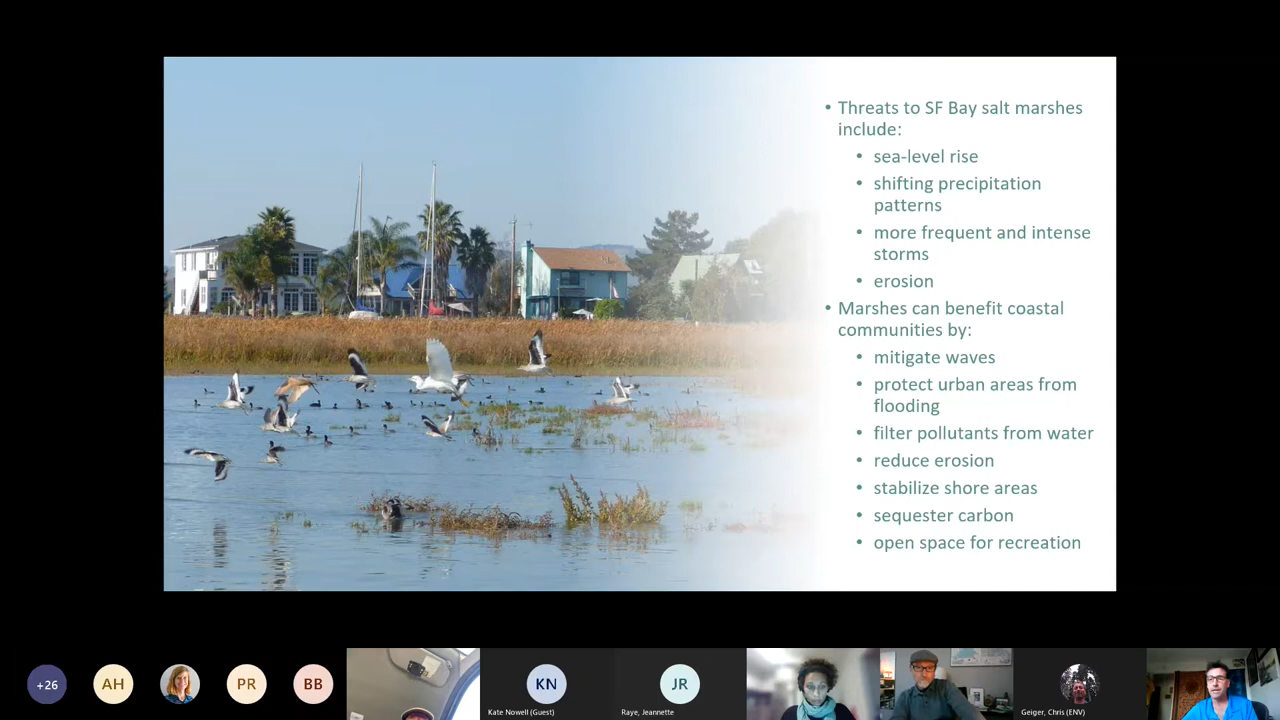 • Threats to SF Bay salt marshes
include:
• sea-level rise
• shifting precipitation
patterns
• more frequent and intense
storms
• erosion
• Marshes can benefit coastal
communities by:
• mitigate waves
• protect urban areas from
flooding
• filter pollutants from water
• reduce erosion
• stabilize shore areas
• sequester carbon
• open space for recreation
+26
AH
PR
BB
KN
Kate Nowell (Guest)
JR
Raye, Jeannette
Geiger, Chris (ENV)